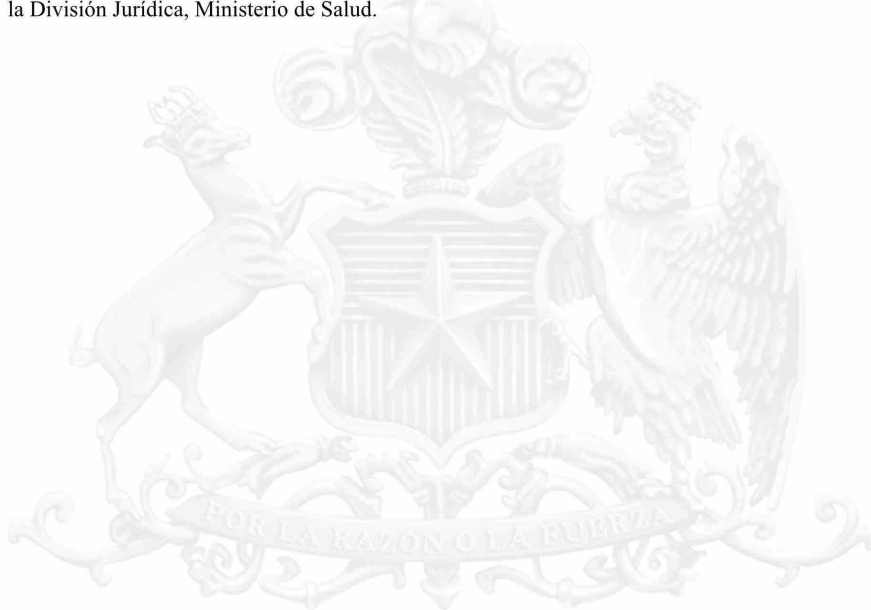 la División Jurídica, Ministerio de Salud.
POR LA RAZON O LA FUERZA